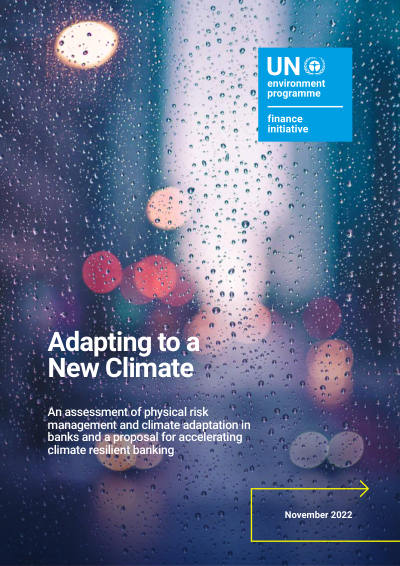 UN
environment
programme
finance
initiative
Adapting to a
New Climate
An assessment of physical risk
management and climate adaptation in
banks and a proposal for accelerating
climate resilient banking
November 2022